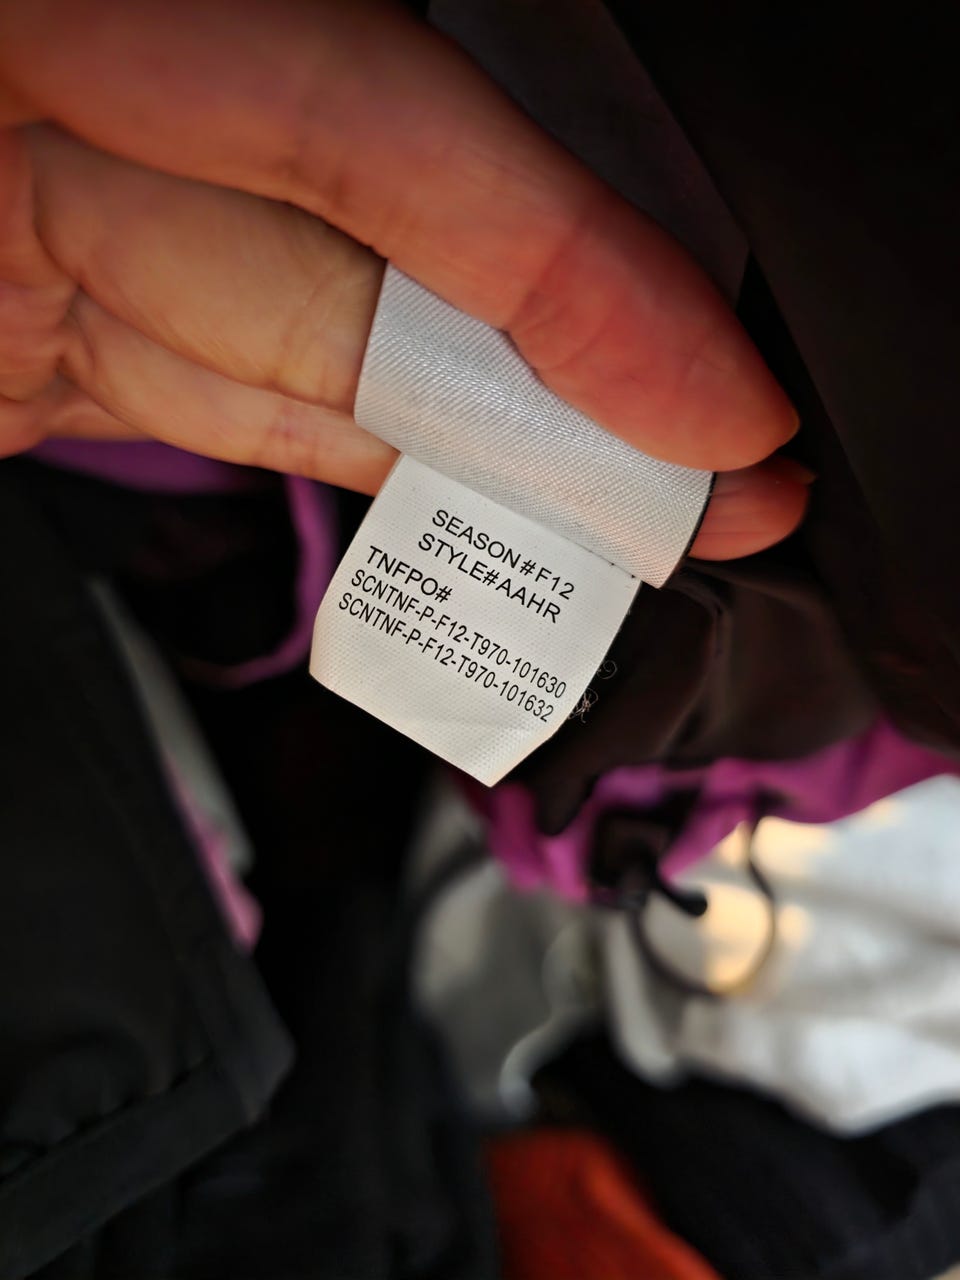 SEASON#F12
STYLE#AAHR
TNFPO#
SCNTNF-P-F12-T970-101630
SCNTNF-P-F12-T970-101632